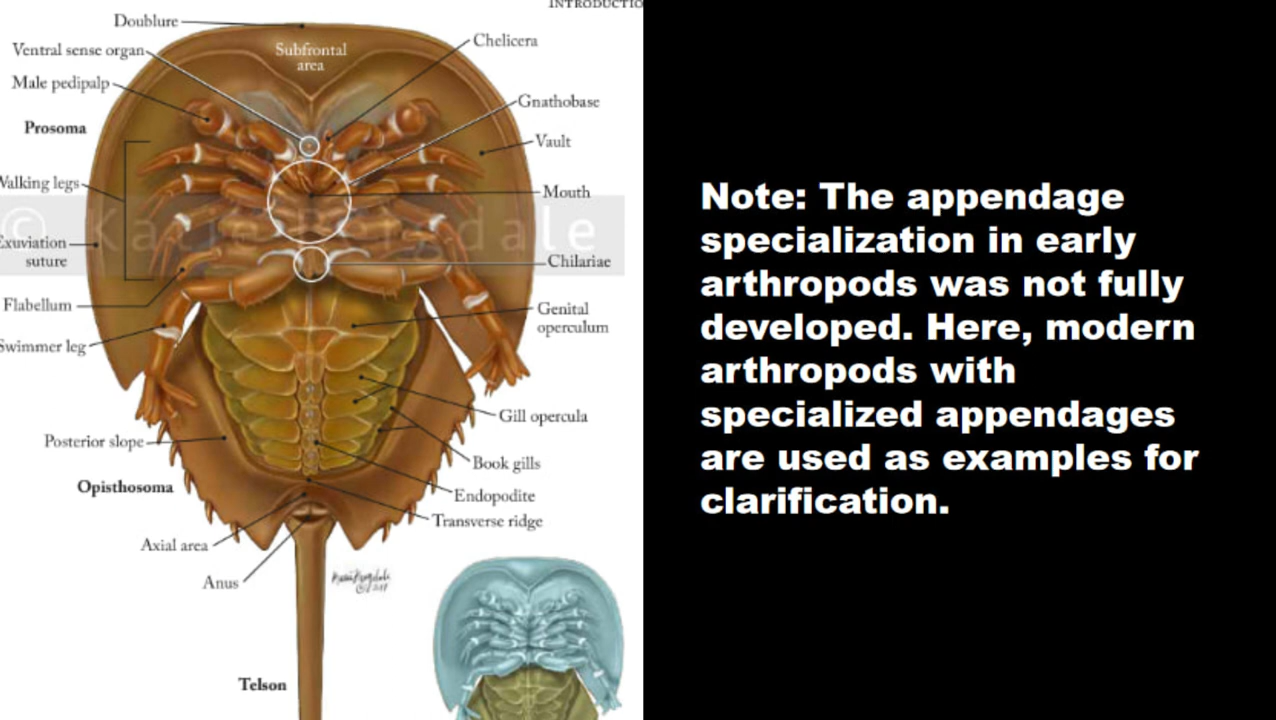 INTRODUCTIO
Doublure
Ventral sense organ
Male pedipalp
Prosoma
Walking legs
Exuviation
suture
Flabellum
Swimmer leg
Posterior slope
Opisthosoma
Axial area
Anus
Telson
Subfrontal
area
Chelicera
Gnathobase
Vault
Mouth
Chilariae
Genital
operculum
Gill opercula
Book gills
Endopodite
Transverse ridge
Note: The appendage
specialization in early
arthropods was not fully
developed. Here, modern
arthropods with
specialized appendages
are used as examples for
clarification.